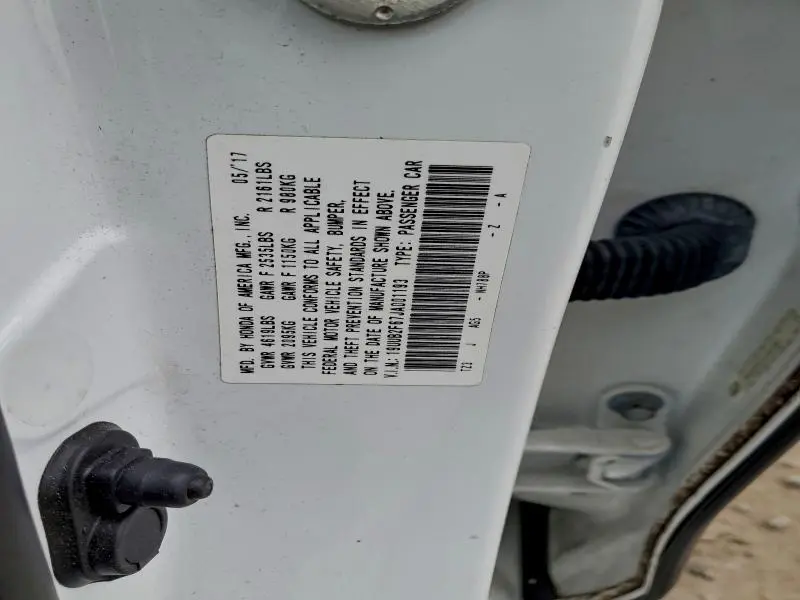 MFD. BY HONDA OF AMERICA MFG., INC. 05/'17
GVWR 4619LBS GAWR F 2535LBS R 2161LBS
GVWR 2095KG GAWR F 1150KG R 980KG
THIS VEHICLE CONFORMS TO ALL APPLICABLE
FEDERAL MOTOR VEHICLE SAFETY, BUMPER,
AND THEFT PREVENTION STANDARDS IN EFFECT
ON THE DATE OF MANUFACTURE SHOWN ABOVE.
V.I.N.: 19UUB2F67JA001193 TYPE: PASSENGER CAR
T23 J AG5 - NH788P - Z - A